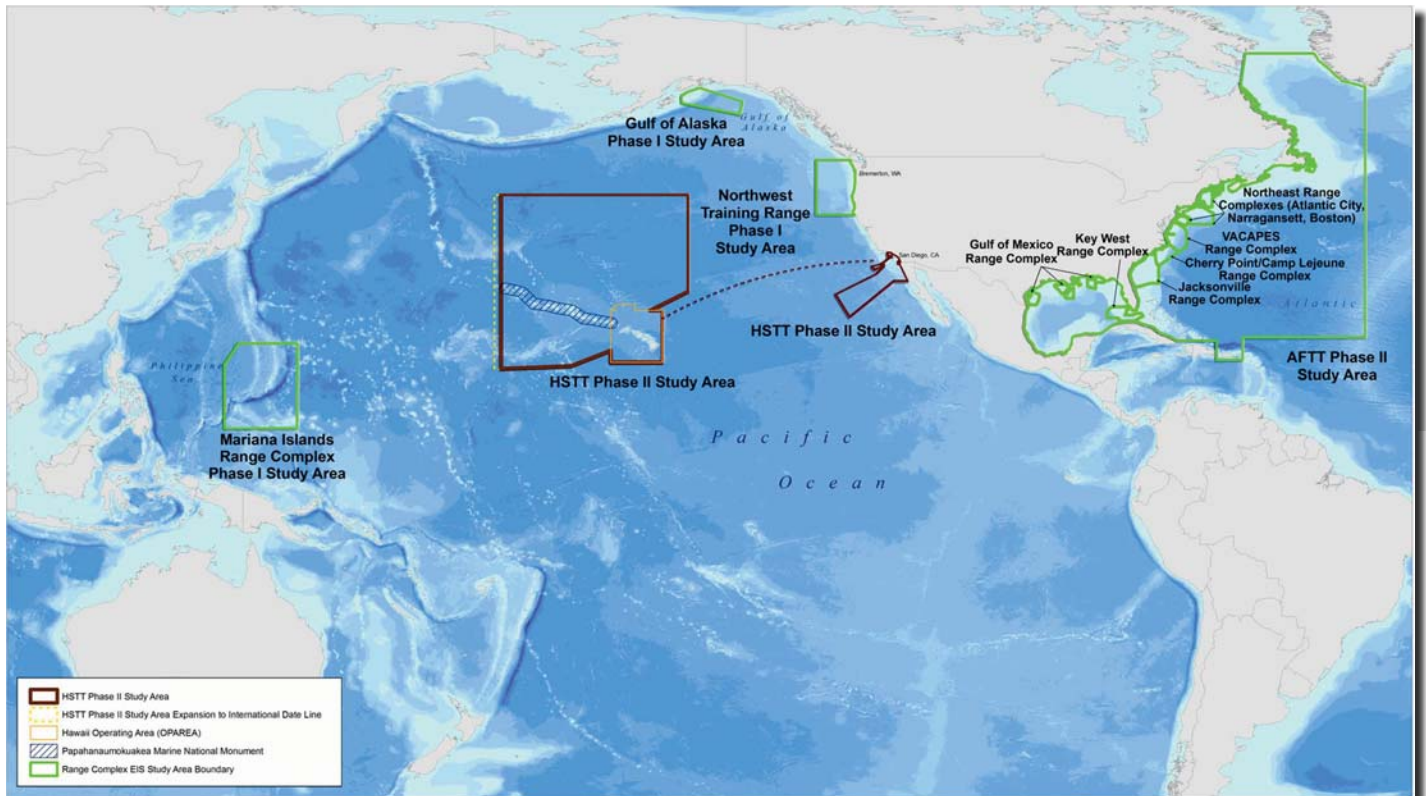 Gulf of Alaska
Phase I Study Area
Gulf of
Alaska
Northwest
Training Range
Phase I
Study Area
Bremerton, WA
San Diego, CA
HSTT Phase II Study Area
HSTT Phase II Study Area
Gulf of Mexico
Range Complex
Key West
Range Complex
Northeast Range
Complexes (Atlantic City,
Narragansett, Boston)
VACAPES
Range Complex
Cherry Point/Camp Lejeune
Range Complex
Jacksonville
Range Complex
Atlantic
AFTT Phase II
Study Area
Philippine
Sea
Mariana Islands
Range Complex
Phase I Study Area
Pacific
Ocean
HSTT Phase II Study Area
HSTT Phase II Study Area Expansion to International Date Line
Hawaii Operating Area (OPAREA)
Papahanaumokuakea Marine National Monument
Range Complex EIS Study Area Boundary